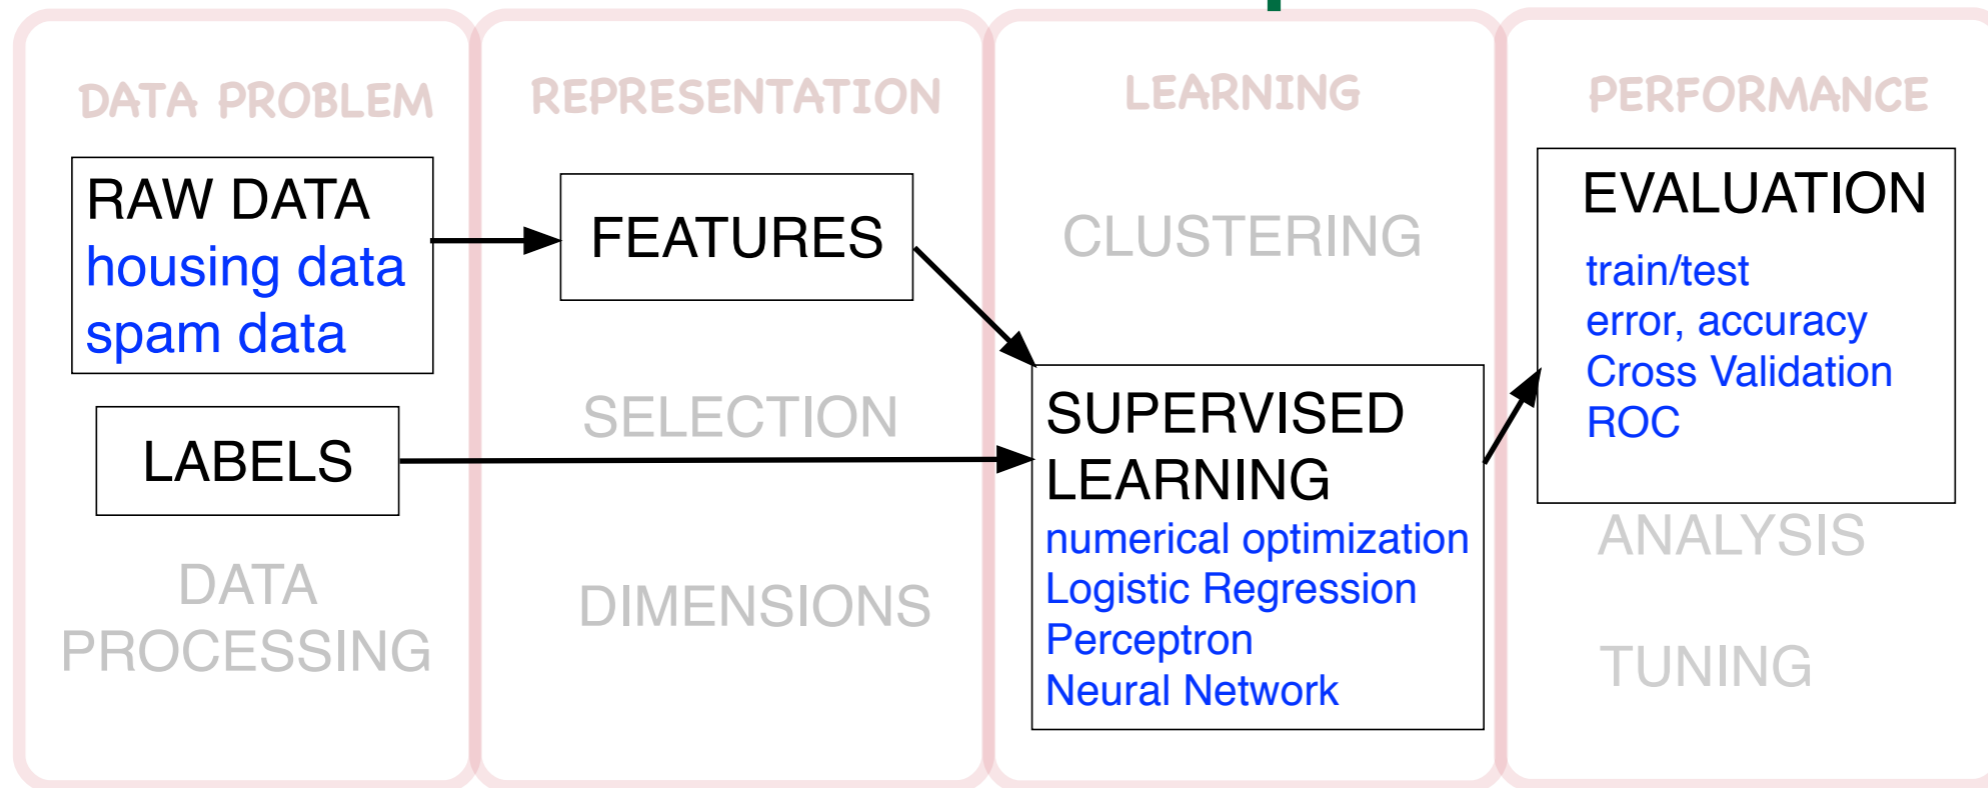 DATA PROBLEM
RAW DATA
housing data
spam data
LABELS
DATA
PROCESSING
REPRESENTATION
FEATURES
SELECTION
DIMENSIONS
LEARNING
CLUSTERING
SUPERVISED
LEARNING
numerical optimization
Logistic Regression
Perceptron
Neural Network
PERFORMANCE
EVALUATION
train/test
error, accuracy
Cross Validation
ROC
ANALYSIS
TUNING